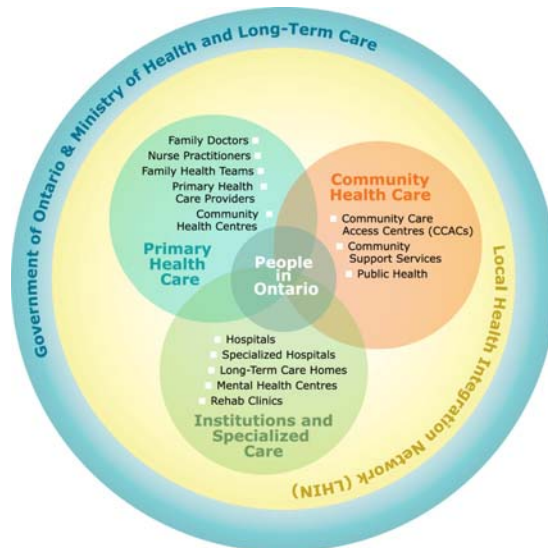 Government of Ontario & Ministry of Health and Long-Term Care
Family Doctors
Nurse Practitioners
Family Health Teams
Primary Health
Care Providers
Community
Health Centres
Primary
Health
Care
Community
Health Care
Community Care
Access Centres (CCACs)
Community
Support Services
Public Health
People
in
Ontario
Hospitals
Specialized Hospitals
Long-Term Care Homes
Mental Health Centres
Rehab Clinics
Institutions and
Specialized
Care
Local Health Integration Network (LHIN)